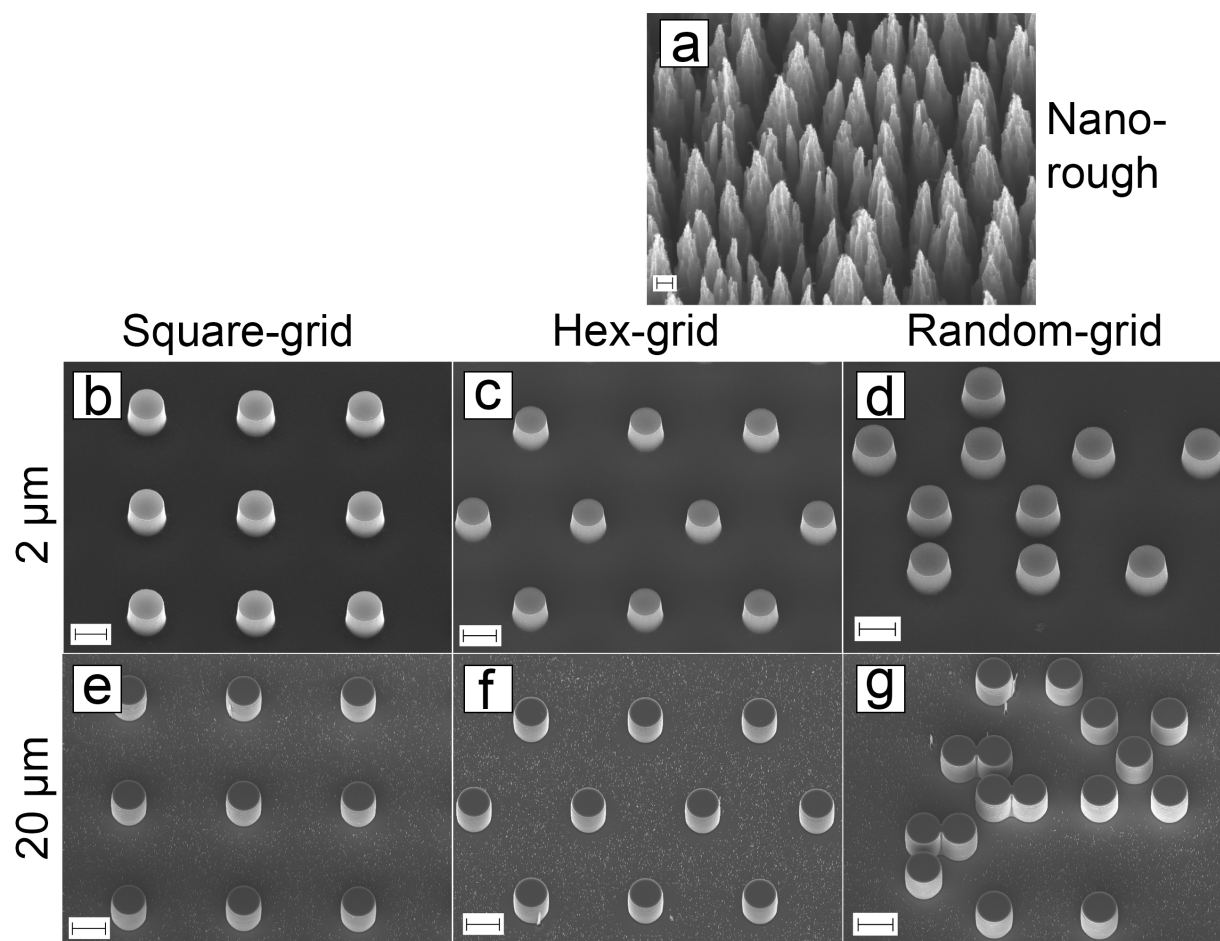 a
Nano-
rough
Square-grid
Hex-grid
Random-grid
2 μm
b
c
d
20 μm
e
f
g